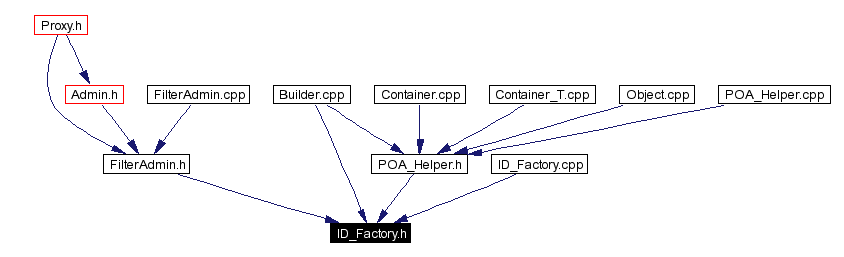 Proxy.h
Admin.h
FilterAdmin.cpp
Builder.cpp
Container.cpp
Container_T.cpp
Object.cpp
POA_Helper.cpp
FilterAdmin.h
POA_Helper.h
ID_Factory.cpp
ID_Factory.h